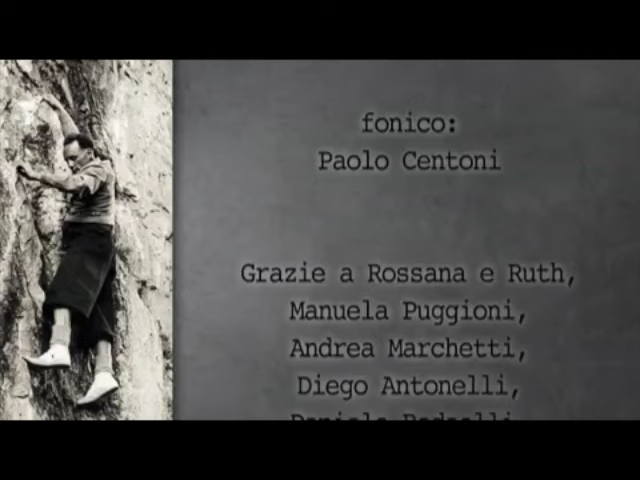 fonico:
Paolo Centoni
Grazie a Rossana e Ruth,
Manuela Puggioni,
Andrea Marchetti,
Diego Antonelli,